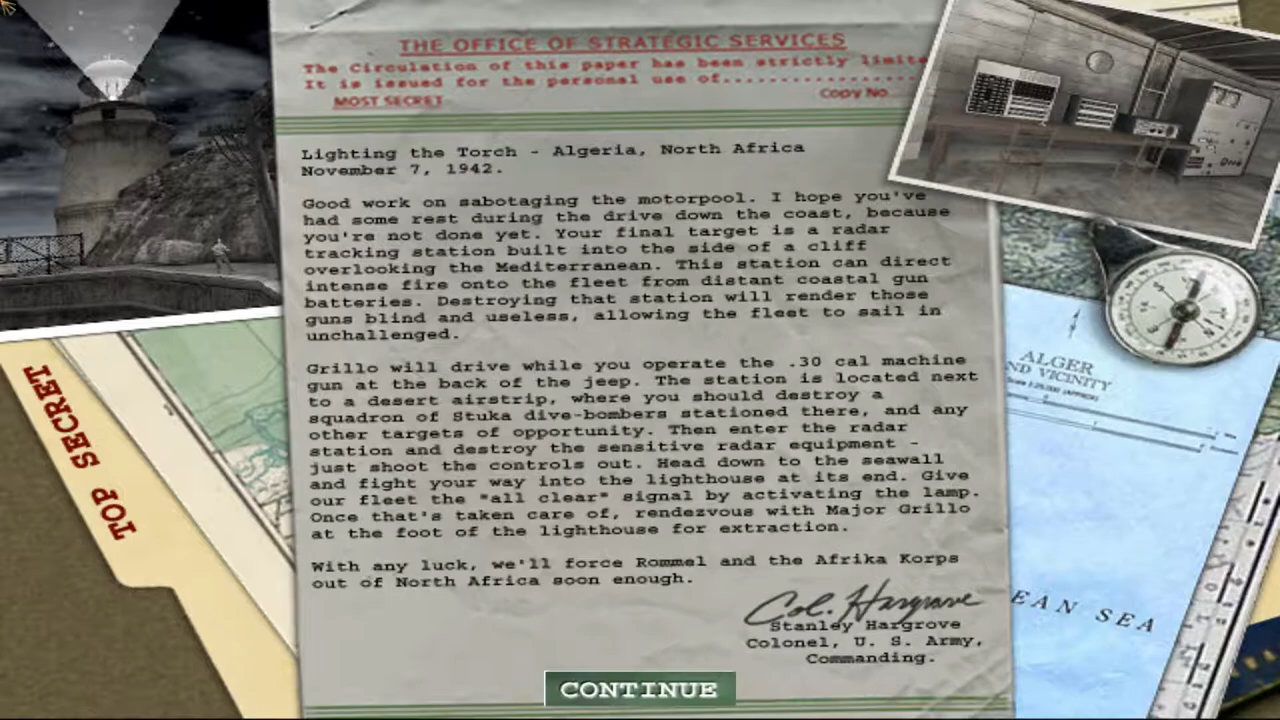 THE OFFICE OF STRATEGIC SERVICES
The Circulation of this paper has been strictly limite
It is issued for the personal use of..................
MOST SECRET
Copy No
Lighting the Torch - Algeria, North Africa
November 7, 1942.
Good work on sabotaging the motorpool. I hope you've
had some rest during the drive down the coast, because
you're not done yet. Your final target is a radar
tracking station built into the side of a cliff
overlooking the Mediterranean. This station can direct
intense fire onto the fleet from distant coastal gun
batteries. Destroying that station will render those
guns blind and useless, allowing the fleet to sail in
unchallenged.
Grillo will drive while you operate the .30 cal machine
gun at the back of the jeep. The station is located next
to a desert airstrip, where you should destroy a
squadron of Stuka dive-bombers stationed there, and any
other targets of opportunity. Then enter the radar
station and destroy the sensitive radar equipment -
just shoot the controls out. Head down to the seawall
and fight your way into the lighthouse at its end. Give
our fleet the "all clear" signal by activating the lamp.
Once that's taken care of, rendezvous with Major Grillo
at the foot of the lighthouse for extraction.
With any luck, we'll force Rommel and the Afrika Korps
out of North Africa soon enough.
Col. Hargrave
Stanley Hargrove
Colonel, U. S. Army,
Commanding.
CONTINUE
TOP SECRET
ALGER
ND VICINITY
EAN SEA